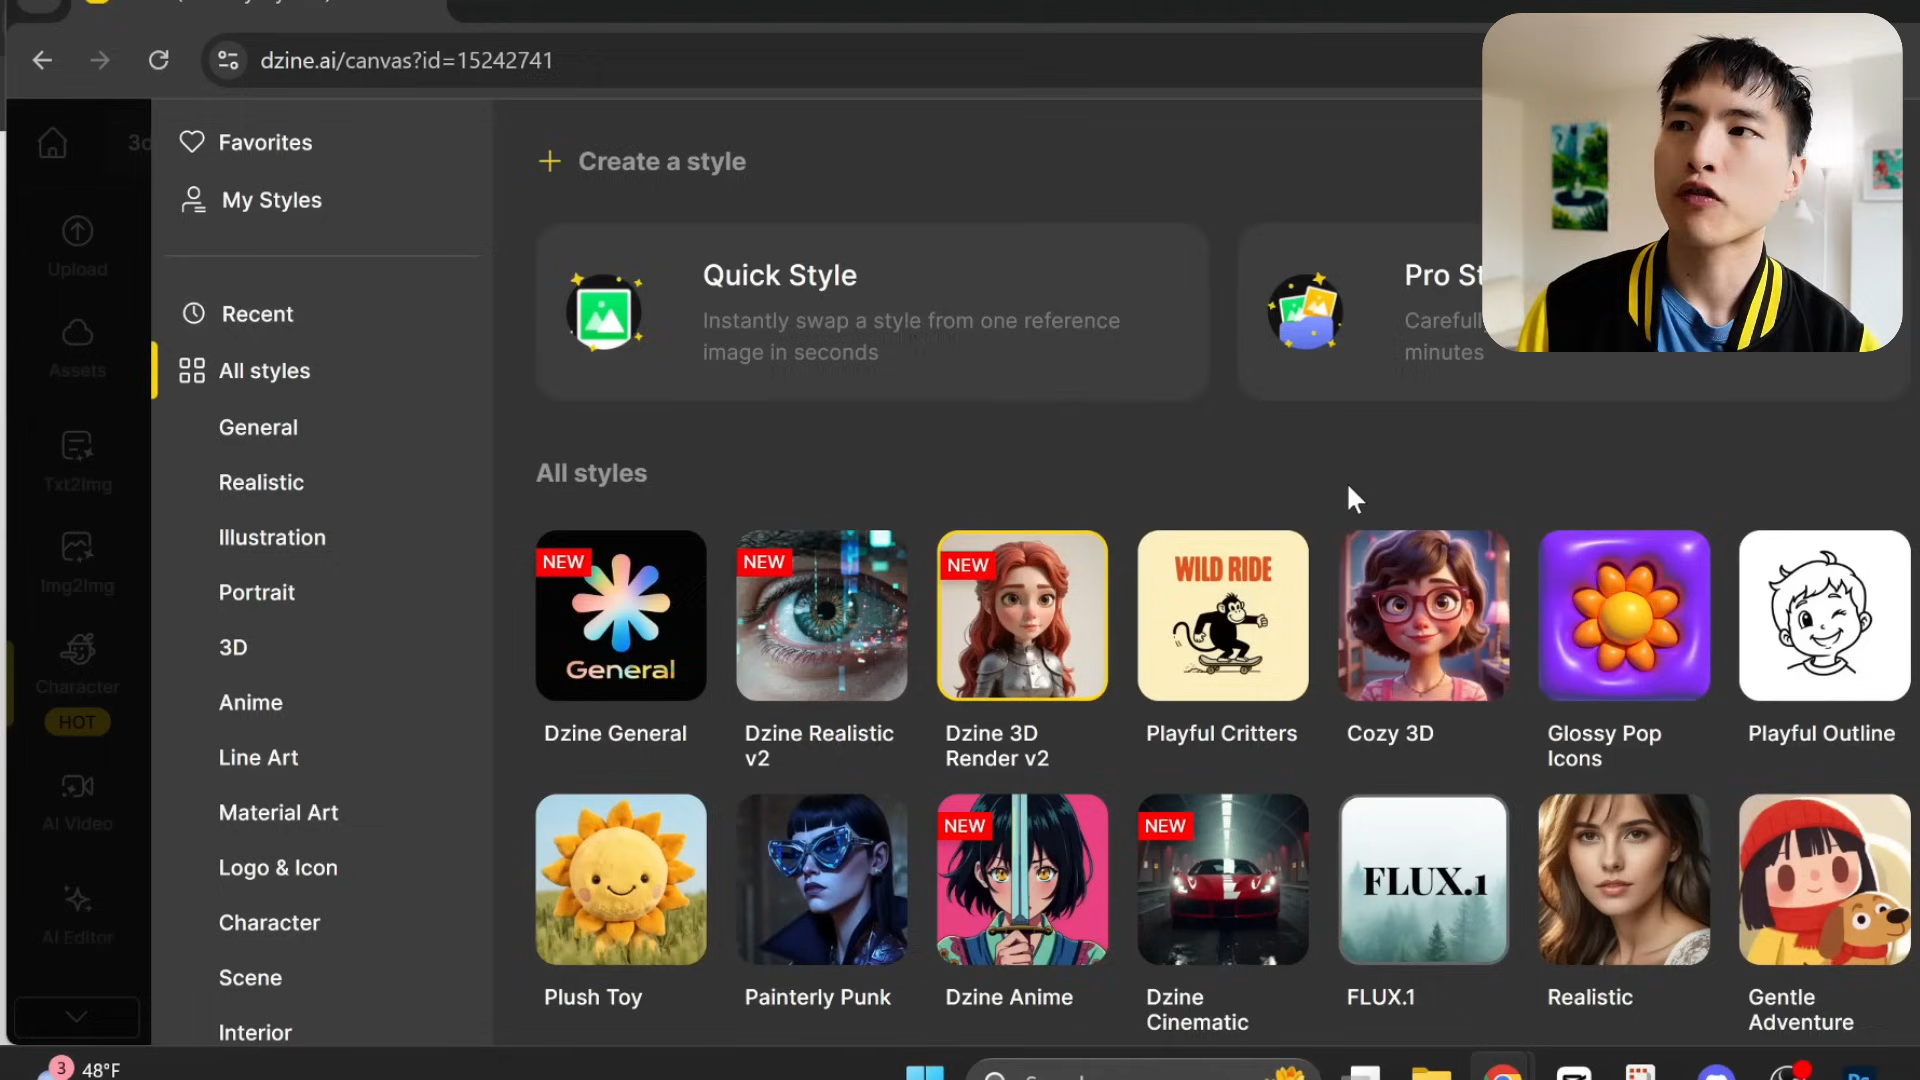 dzine.ai/canvas?id=15242741
3d
Favorites
My Styles
Recent
All styles
General
Realistic
Illustration
Portrait
3D
Anime
Line Art
Material Art
Logo & Icon
Character
Scene
Interior
Upload
Assets
Txt2Img
Img2Img
Character
HOT
AI Video
AI Editor
Create a style
Quick Style
Instantly swap a style from one reference
image in seconds
Pro St
Carefull
minutes
All styles
NEW
General
Dzine General
NEW
Dzine Realistic
v2
NEW
Dzine 3D
Render v2
WILD RIDE
Playful Critters
Cozy 3D
Glossy Pop
Icons
Playful Outline
Plush Toy
Painterly Punk
NEW
Dzine Anime
NEW
Dzine
Cinematic
FLUX.1
FLUX.1
Realistic
Gentle
Adventure
3
48°F